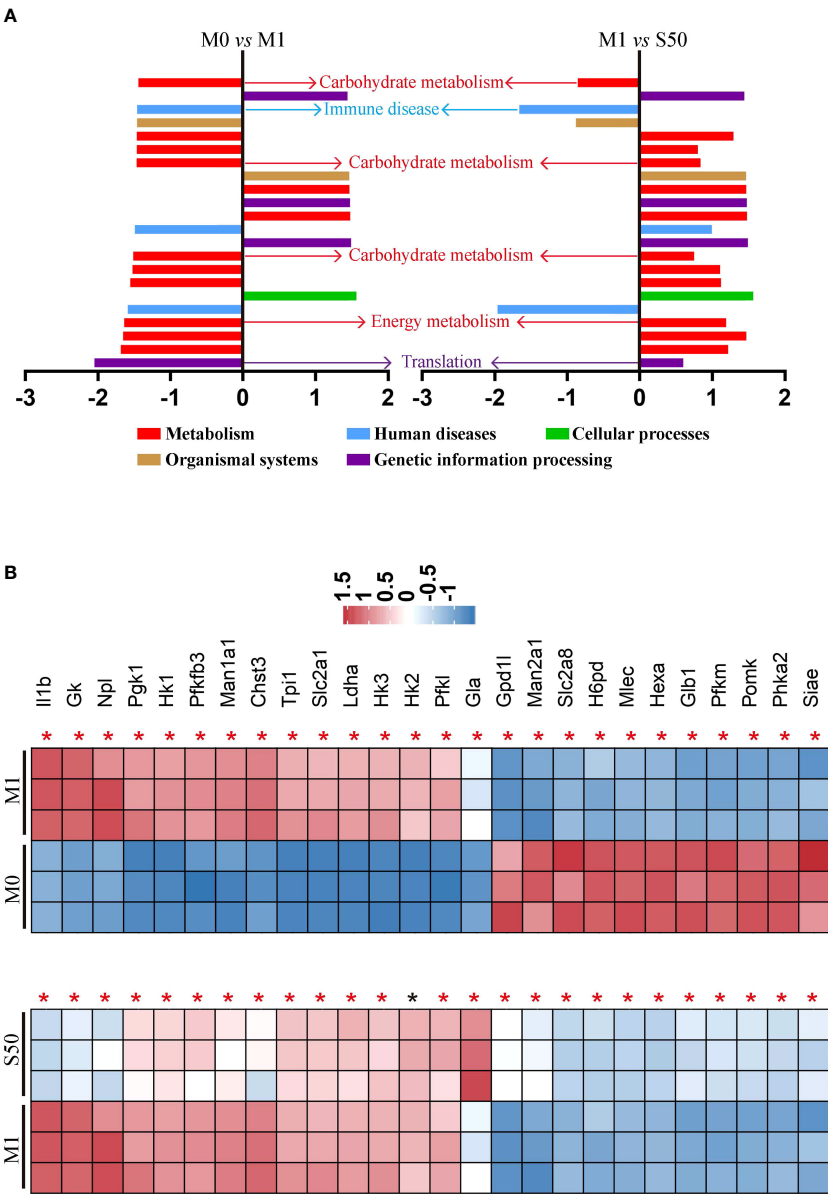 A
M0 vs M1
M1 vs S50
Carbohydrate metabolism
Immune disease
Carbohydrate metabolism
Carbohydrate metabolism
Energy metabolism
Translation
-3 -2 -1 0 1 2 -3 -2 -1 0 1 2
Metabolism Human diseases Cellular processes
Organismal systems Genetic information processing
B
1.5 1 0.5 0 -0.5 -1
Il1b Gk Npl Pgk1 Hk1 Pfkfb3 Man1a1 Chst3 Tpi1 Slc2a1 Ldha Hk3 Hk2 Pfkl Gla Gpd1l Man2a1 Slc2a8 H6pd Mlec Hexa Glb1 Pfkm Pomk Phka2 Siae
* * * * * * * * * * * * * * * * * * * * * * * * * *
M1
M0
* * * * * * * * * * * * * * * * * * * * * * * * * *
S50
M1